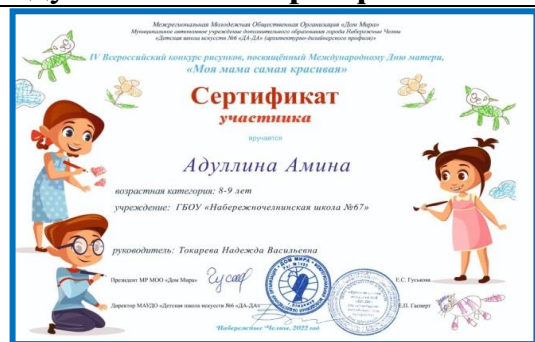 Межрегиональная Молодежная Общественная Организация «Дом Мира»
Муниципальное автономное учреждение дополнительного образования города Набережные Челны
«Детская школа искусств №6 «ДА-ДА» (архитектурно-дизайнерского профиля)»
IV Всероссийский конкурс рисунков, посвящённый Международному Дню матери,
«Моя мама самая красивая»
Сертификат
участника
вручается
Адуллина Амина
возрастная категория: 8-9 лет
учреждение: ГБОУ «Набережночелнинская школа №67»
руководитель: Токарева Надежда Васильевна
Президент МР МОО «Дом Мира» Е.С. Гуськова
Директор МАУДО «Детская школа искусств №6 «ДА-ДА» Е.П. Гысперт
Набережные Челны, 2022 год